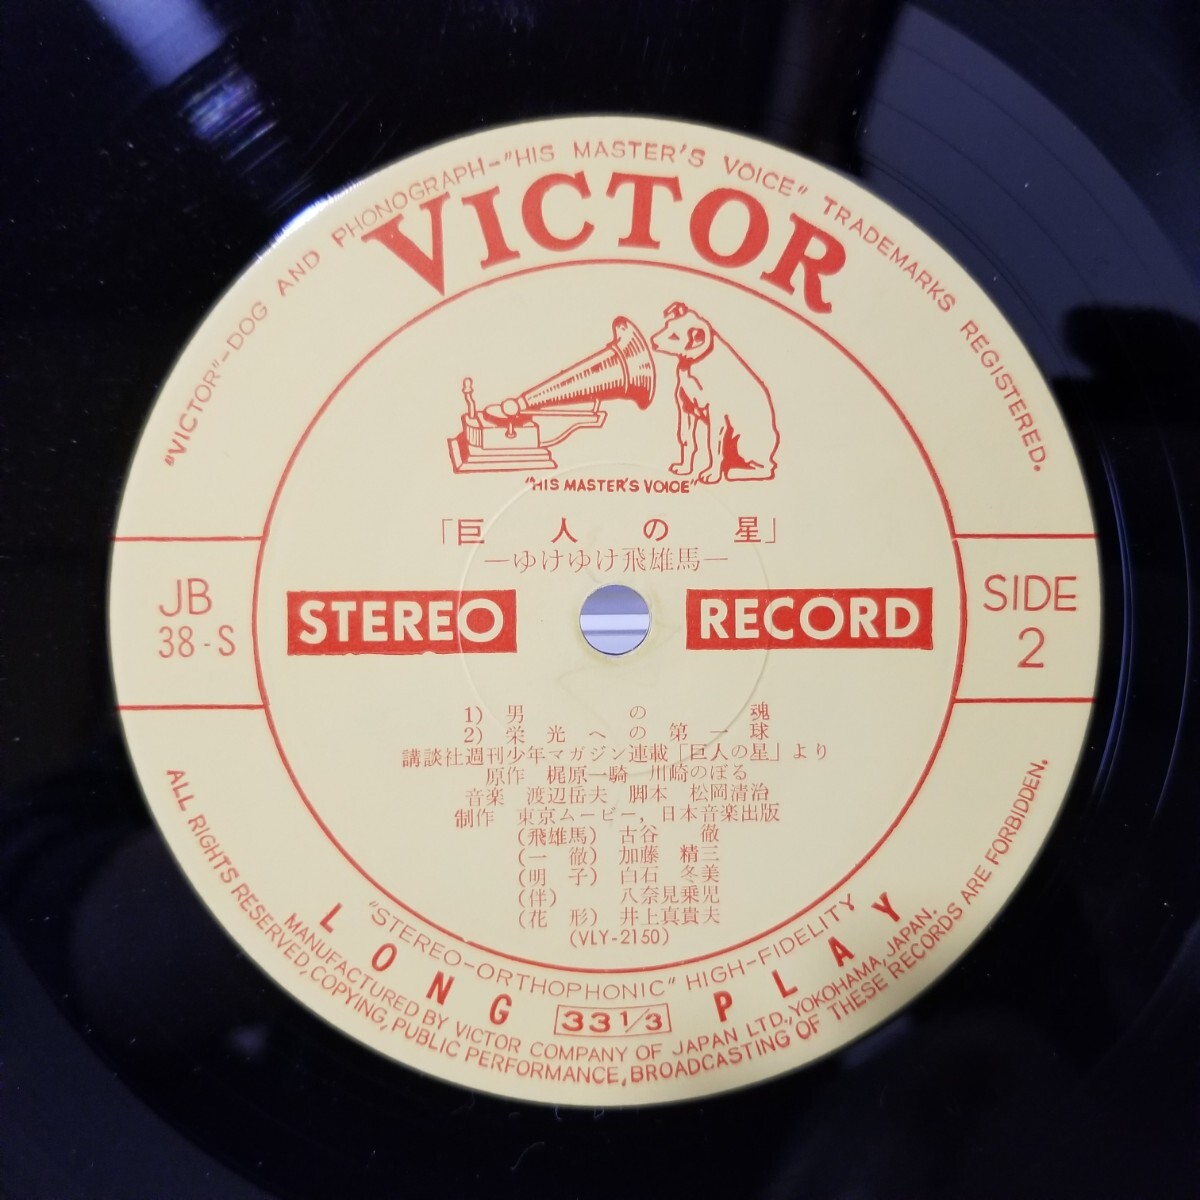 "VICTOR"-DOG AND PHONOGRAPH-"HIS MASTER'S VOICE" TRADEMARKS REGISTERED.
VICTOR
"HIS MASTER'S VOICE"
「巨人の星」
—ゆけゆけ飛雄馬—
JB
38-S
STEREO RECORD
SIDE
2
1) 男の魂
2) 栄光への第一球
講談社週刊少年マガジン連載「巨人の星」より
原作 梶原一騎 川崎のぼる
音楽 渡辺岳夫 脚本 松岡清治
制作 東京ムービー, 日本音楽出版
(飛雄馬) 古谷 徹
(一 徹) 加藤 精三
(明 子) 白石 冬美
(伴) 八奈見乗児
(花 形) 井上真貴夫
(VLY-2150)
"STEREO-ORTHOPHONIC" HIGH-FIDELITY
LONG PLAY
33 1/3
MANUFACTURED BY VICTOR COMPANY OF JAPAN LTD., YOKOHAMA, JAPAN.
ALL RIGHTS RESERVED, COPYING, PUBLIC PERFORMANCE, BROADCASTING OF THESE RECORDS ARE FORBIDDEN.